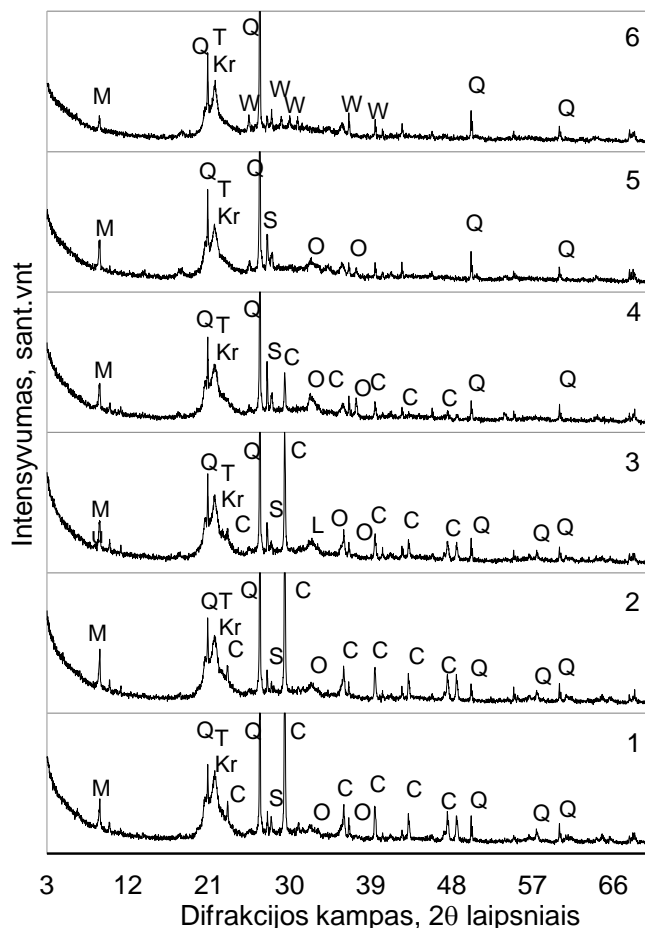 Q T Q 6
Kr
M W W W W W Q Q
Q T Q 5
Kr S
M O O Q Q
Q T Q 4
Kr S C
M O C O C C C Q Q
Q T Q C 3
Kr
M C S L O O C C C Q Q Q
Q T Q C 2
Kr
M C S O C C C C Q Q Q
Q T Q C 1
Kr
M C S O C O C C C Q Q Q
Intensyvumas, sant.vnt
3 12 21 30 39 48 57 66
Difrakcijos kampas, 2θ laipsniais